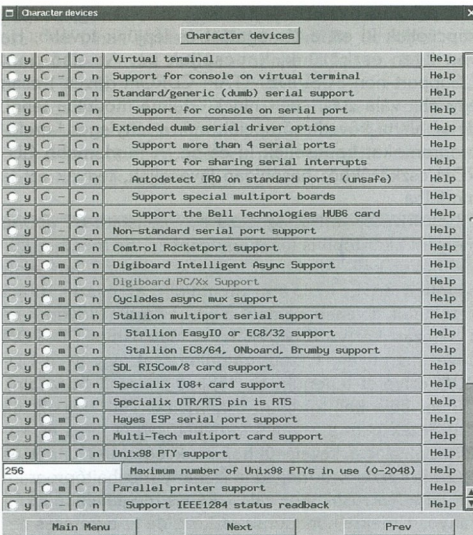 Character devices
Character devices
y - n Virtual terminal Help
y - n Support for console on virtual terminal Help
y m n Standard/generic (dumb) serial support Help
y - n Support for console on serial port Help
y - n Extended dumb serial driver options Help
y - n Support more than 4 serial ports Help
y - n Support for sharing serial interrupts Help
y - n Autodetect IRQ on standard ports (unsafe) Help
y - n Support special multiport boards Help
y - n Support the Bell Technologies HUB6 card Help
y - n Non-standard serial port support Help
y m n Comtrol Rocketport support Help
y m n Digiboard Intelligent Async Support Help
y m n Digiboard PC/Xx Support Help
y m n Cyclades async mux support Help
y - n Stallion multiport serial support Help
y m n Stallion EasyIO or EC8/32 support Help
y m n Stallion EC8/64, ONboard, Brumby support Help
y m n SDL RISCom/8 card support Help
y m n Specialix IO8+ card support Help
y - n Specialix DTR/RTS pin is RTS Help
y m n Hayes ESP serial port support Help
y m n Multi-Tech multiport card support Help
y - n Unix98 PTY support Help
256 Maximum number of Unix98 PTYs in use (0-2048) Help
y m n Parallel printer support Help
y - n Support IEEE1284 status readback Help
Main Menu Next Prev